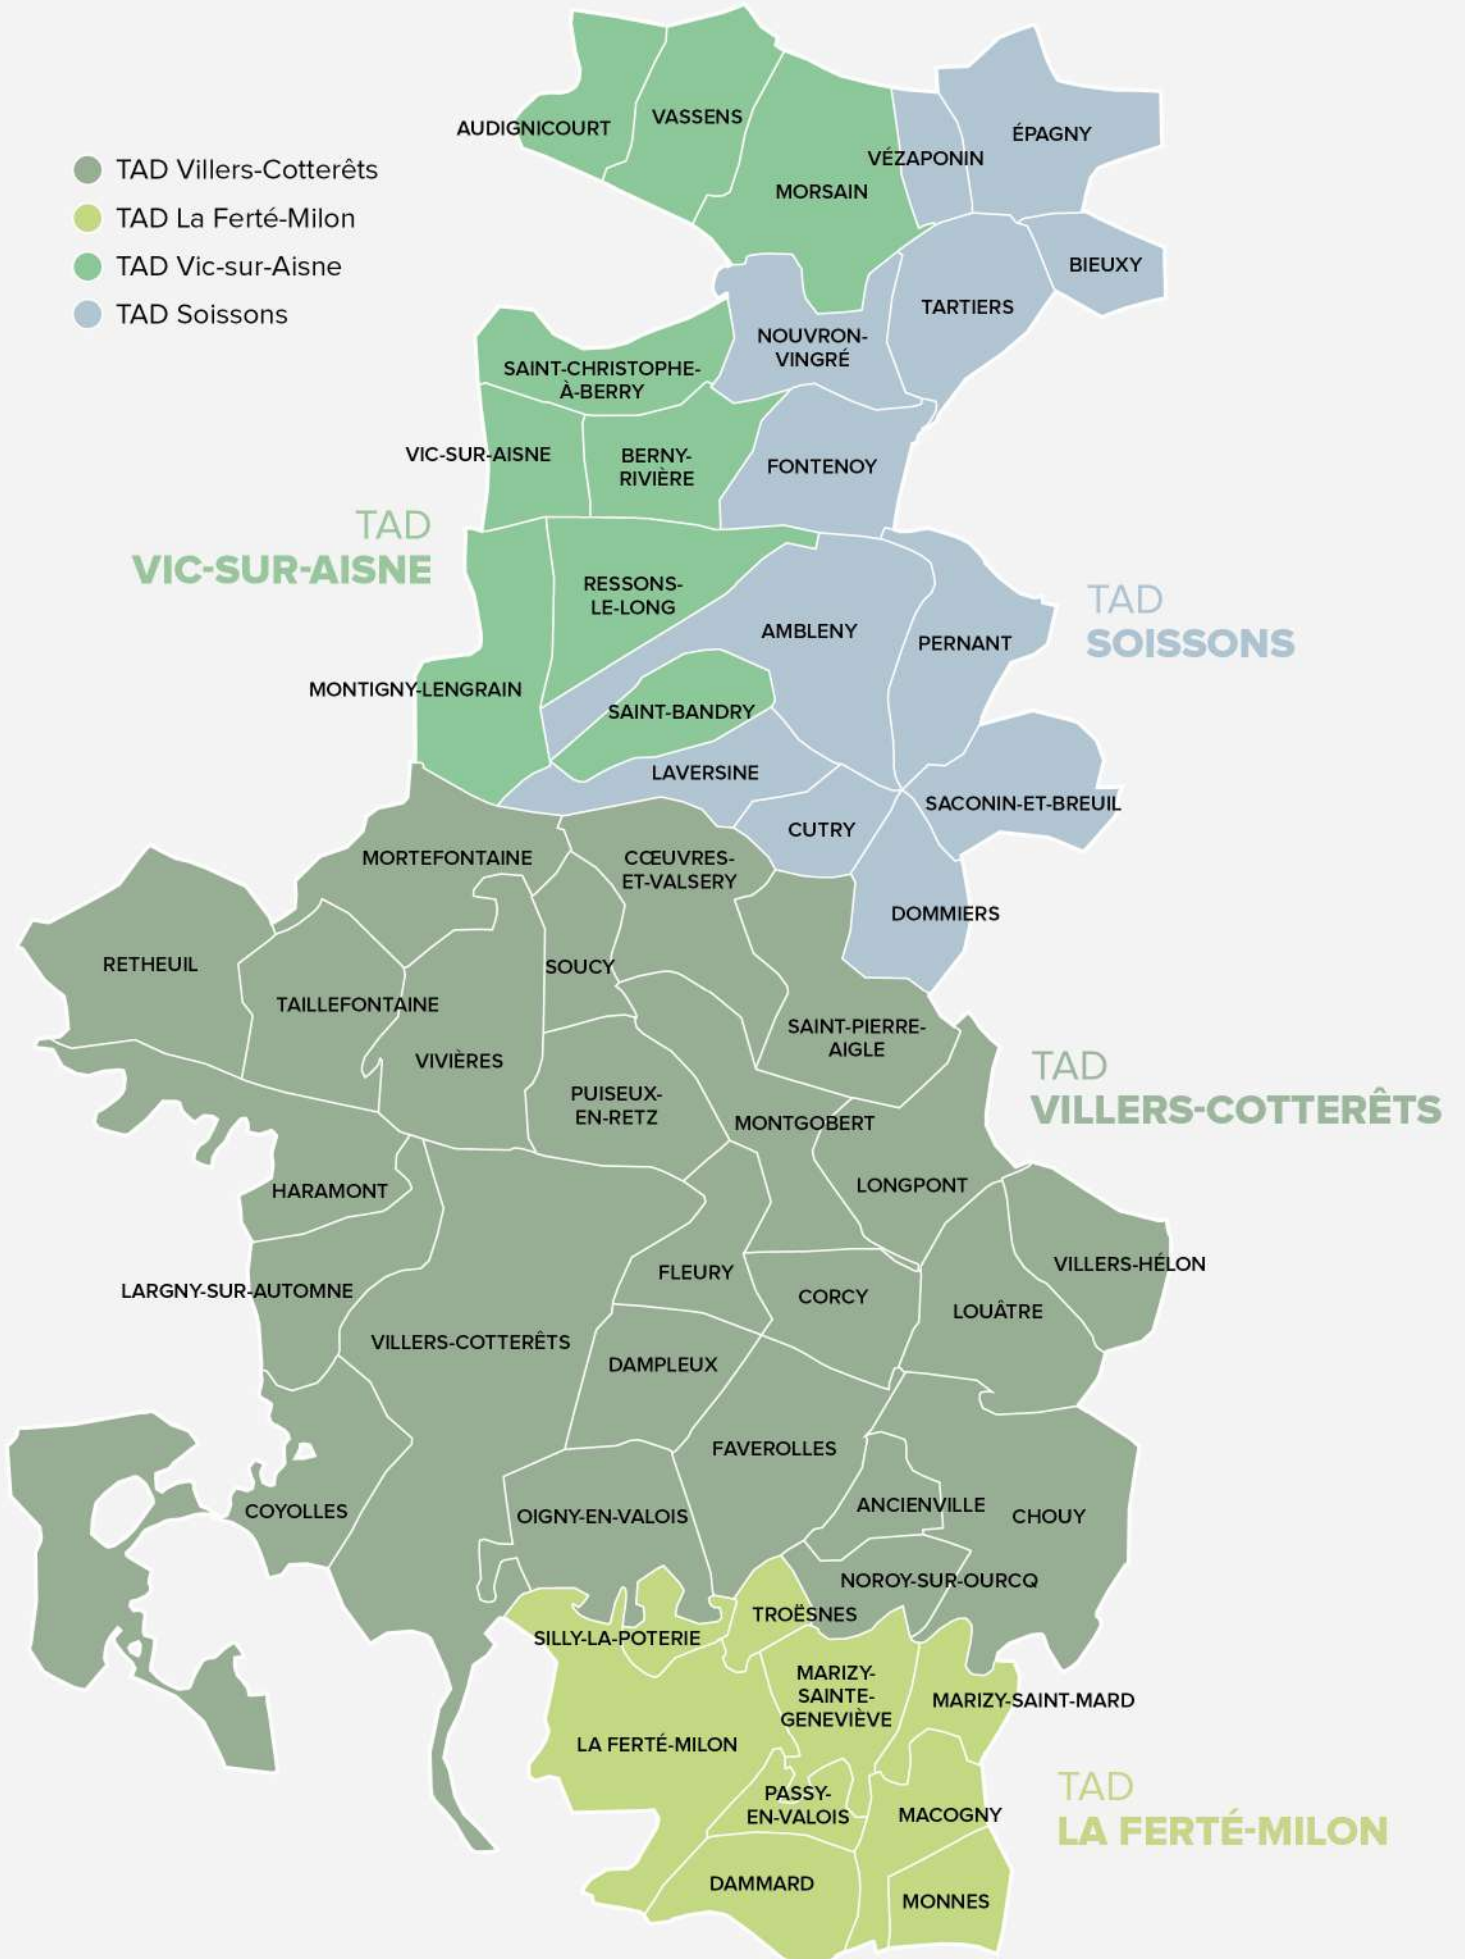 TAD Villers-Cotterêts
TAD La Ferté-Milon
TAD Vic-sur-Aisne
TAD Soissons
AUDIGNICOURT
VASSENS
MORSAIN
VÉZAPONIN
ÉPAGNY
BIEUXY
TARTIERS
NOUVRON-
VINGRÉ
SAINT-CHRISTOPHE-
À-BERRY
VIC-SUR-AISNE
BERNY-
RIVIÈRE
FONTENOY
TAD
VIC-SUR-AISNE
RESSONS-
LE-LONG
AMBLENY
PERNANT
TAD
SOISSONS
MONTIGNY-LENGRAIN
SAINT-BANDRY
LAVERSINE
SACONIN-ET-BREUIL
CUTRY
MORTEFONTAINE
CŒUVRES-
ET-VALSERY
DOMMIERS
RETHEUIL
SOUCY
TAILLEFONTAINE
SAINT-PIERRE-
AIGLE
VIVIÈRES
PUISEUX-
EN-RETZ
MONTGOBERT
TAD
VILLERS-COTTERÊTS
HARAMONT
LONGPONT
LARGNY-SUR-AUTOMNE
FLEURY
CORCY
VILLERS-HÉLON
LOUÂTRE
VILLERS-COTTERÊTS
DAMPLEUX
FAVEROLLES
COYOLLES
OIGNY-EN-VALOIS
ANCIENVILLE
CHOUY
NOROY-SUR-OURCQ
TROËSNES
SILLY-LA-POTERIE
MARIZY-
SAINTE-
GENEVIÈVE
MARIZY-SAINT-MARD
LA FERTÉ-MILON
PASSY-
EN-VALOIS
MACOGNY
TAD
LA FERTÉ-MILON
DAMMARD
MONNES